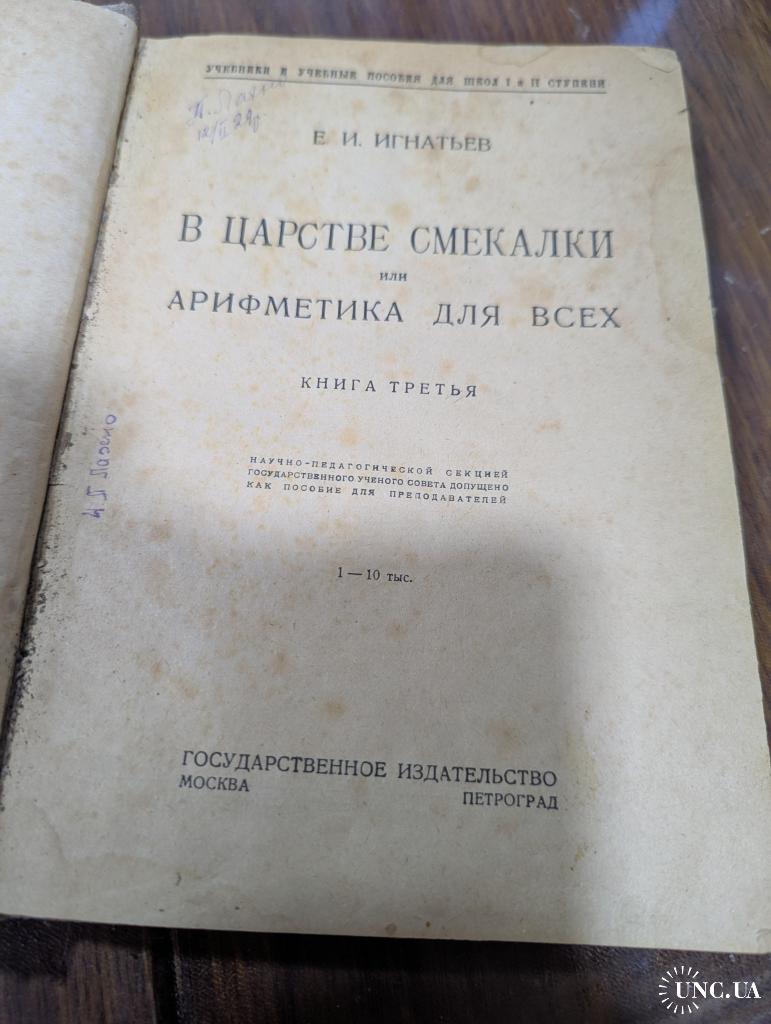 УЧЕБНИКИ И УЧЕБНЫЕ ПОСОБИЯ ДЛЯ ШКОЛ I и II СТУПЕНИ
Е. И. ИГНАТЬЕВ
В ЦАРСТВЕ СМЕКАЛКИ
или
АРИФМЕТИКА ДЛЯ ВСЕХ
КНИГА ТРЕТЬЯ
НАУЧНО-ПЕДАГОГИЧЕСКОЙ СЕКЦИЕЙ
ГОСУДАРСТВЕННОГО УЧЕНОГО СОВЕТА ДОПУЩЕНО
КАК ПОСОБИЕ ДЛЯ ПРЕПОДАВАТЕЛЕЙ
1 — 10 тыс.
ГОСУДАРСТВЕННОЕ ИЗДАТЕЛЬСТВО
МОСКВА ПЕТРОГРАД
UNC.UA